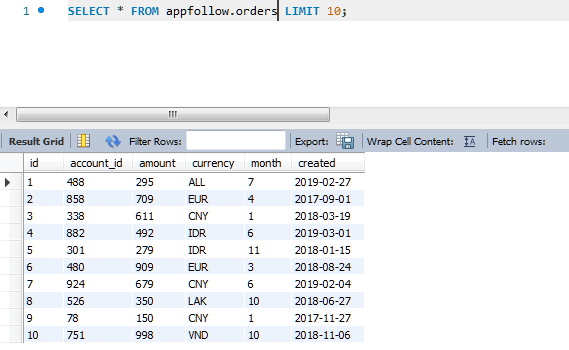 1 SELECT * FROM appfollow.orders LIMIT 10;
Result Grid Filter Rows: Export: Wrap Cell Content: Fetch rows:
id account_id amount currency month created
1 488 295 ALL 7 2019-02-27
2 858 709 EUR 4 2017-09-01
3 338 611 CNY 1 2018-03-19
4 882 492 IDR 6 2019-03-01
5 301 279 IDR 11 2018-01-15
6 480 909 EUR 3 2018-08-24
7 924 679 CNY 6 2019-02-04
8 526 350 LAK 10 2018-06-27
9 78 150 CNY 1 2017-11-27
10 751 998 VND 10 2018-11-06